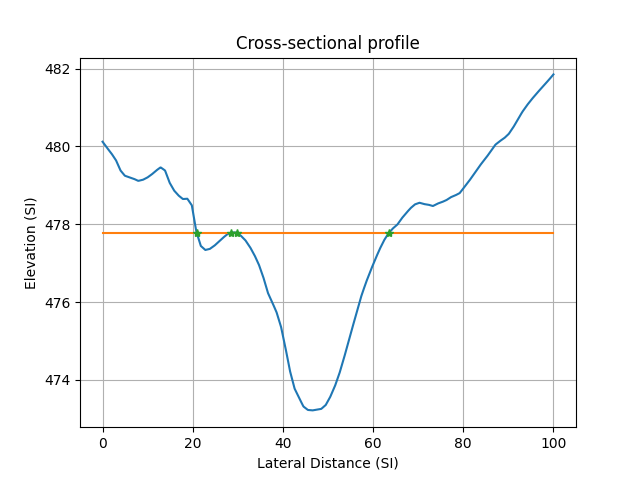 Cross-sectional profile
482
480
478
476
474
Elevation (SI)
0 20 40 60 80 100
Lateral Distance (SI)